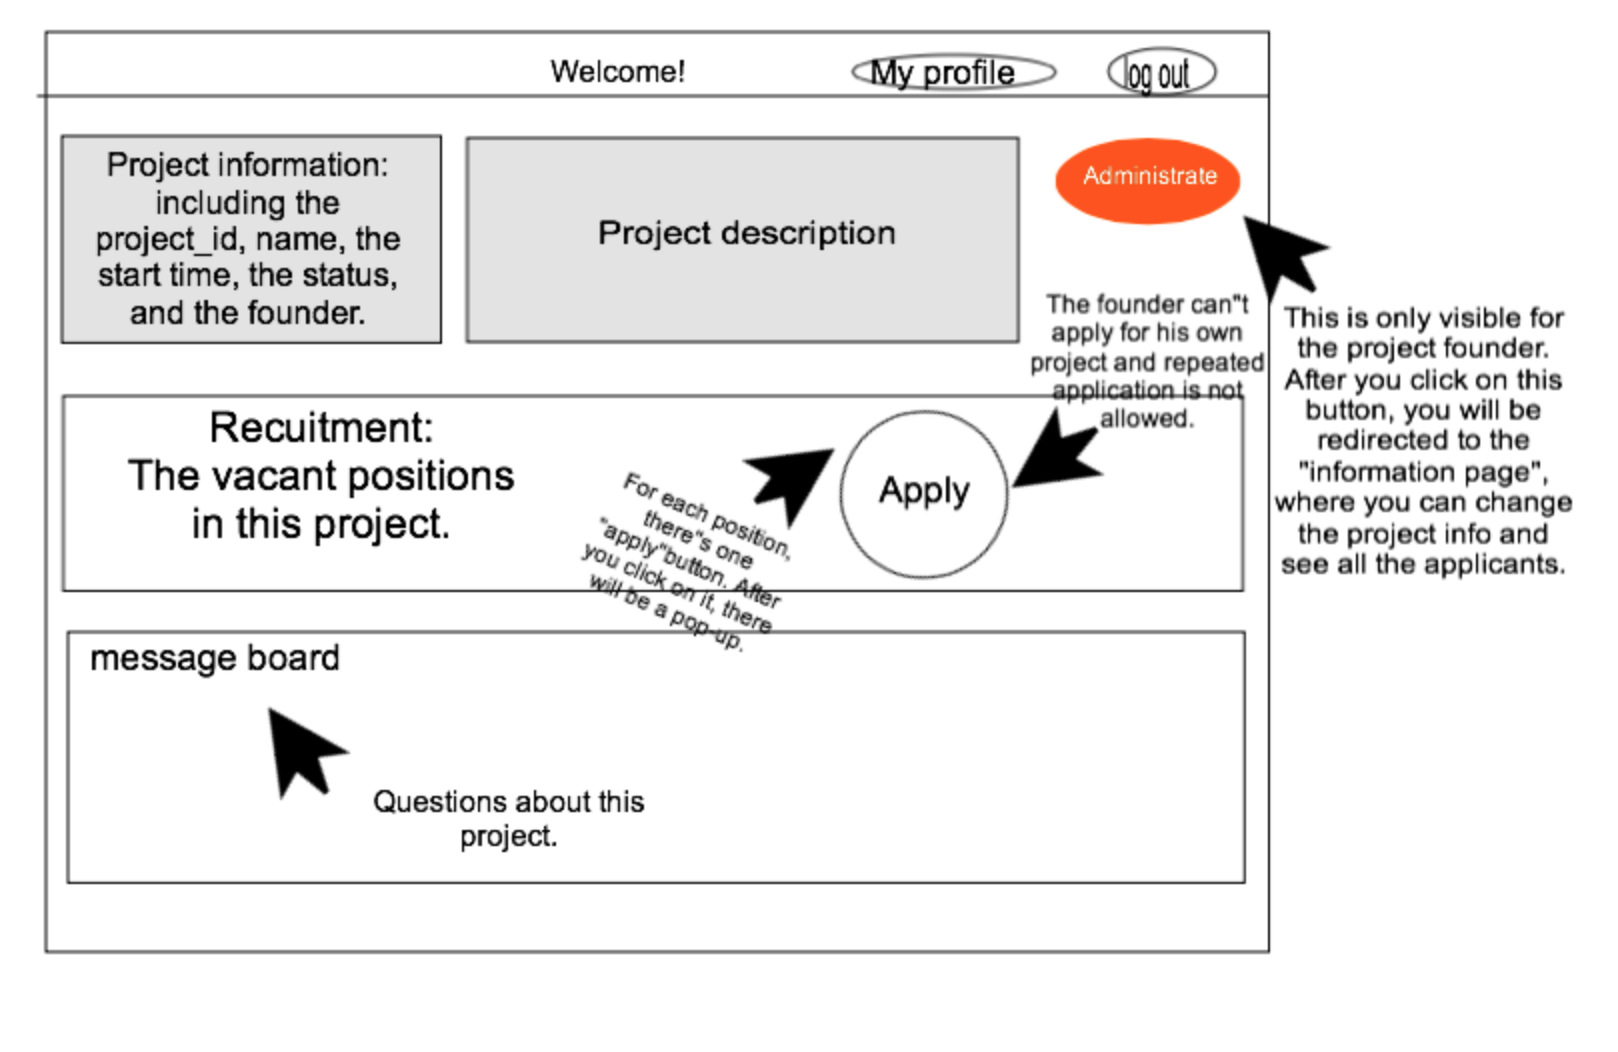 Welcome!
My profile
log out
Project information:
including the
project_id, name, the
start time, the status,
and the founder.
Project description
Administrate
The founder can"t
apply for his own
project and repeated
application is not
allowed.
This is only visible for
the project founder.
After you click on this
button, you will be
redirected to the
"information page",
where you can change
the project info and
see all the applicants.
Recuitment:
The vacant positions
in this project.
For each position,
there"s one
"apply"button. After
you click on it, there
will be a pop-up.
Apply
message board
Questions about this
project.